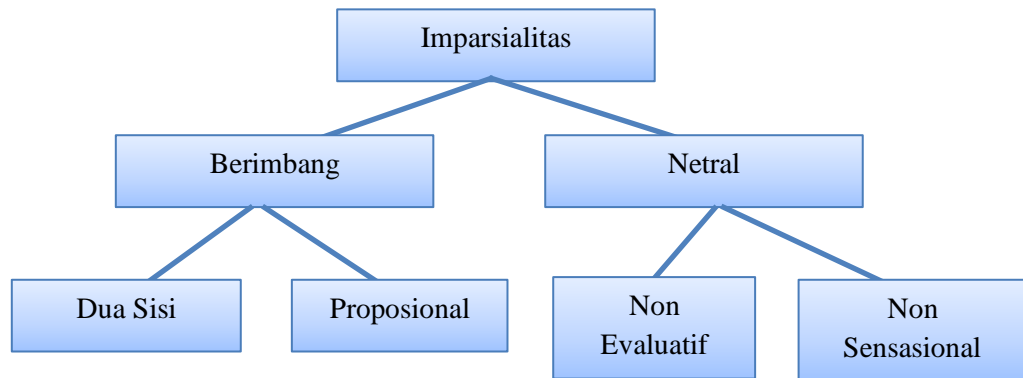 Imparsialitas
Berimbang
Netral
Dua Sisi
Proposional
Non
Evaluatif
Non
Sensasional